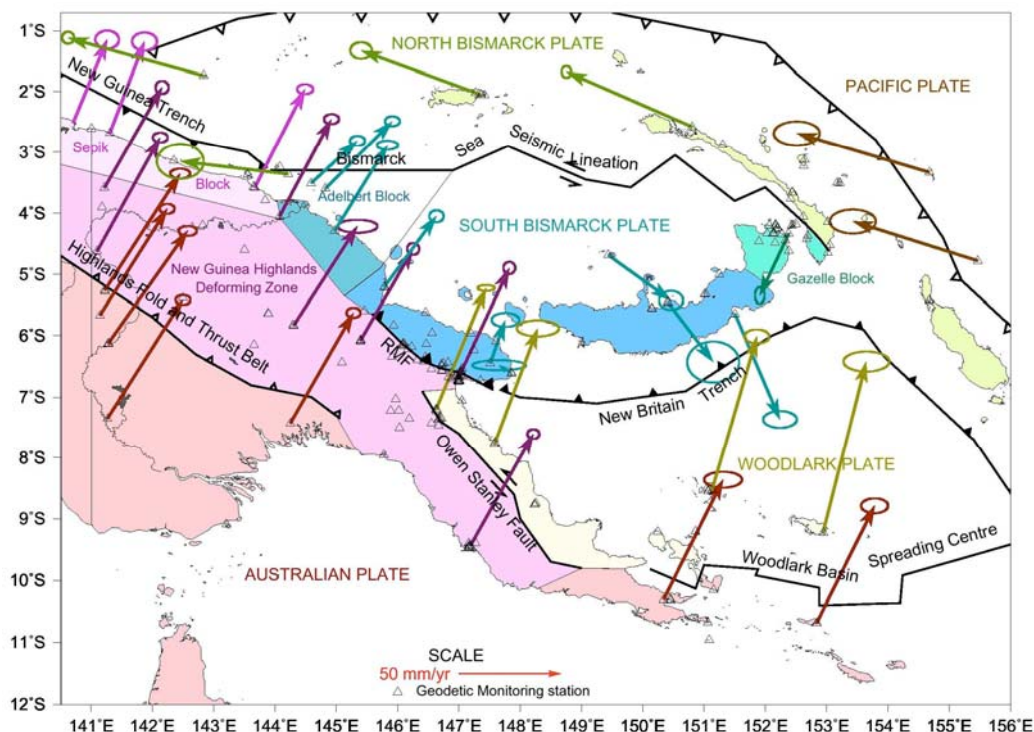 1°S
2°S
3°S
4°S
5°S
6°S
7°S
8°S
9°S
10°S
11°S
12°S
NORTH BISMARCK PLATE
PACIFIC PLATE
New Guinea Trench
Sepik
Block
Bismarck
Sea
Seismic Lineation
Adelbert Block
SOUTH BISMARCK PLATE
New Guinea Highlands
Deforming Zone
Gazelle Block
Highlands Fold and Thrust Belt
RMF
New Britain
Trench
Owen Stanley Fault
WOODLARK PLATE
Woodlark Basin
Spreading Centre
AUSTRALIAN PLATE
SCALE
50 mm/yr
Geodetic Monitoring station
141°E 142°E 143°E 144°E 145°E 146°E 147°E 148°E 149°E 150°E 151°E 152°E 153°E 154°E 155°E 156°E